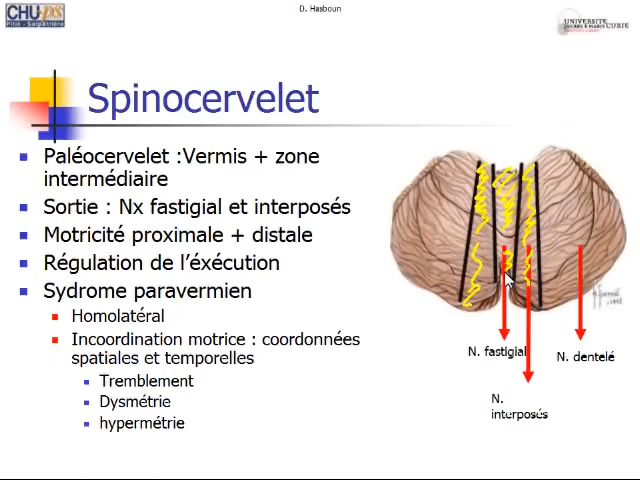 D. Hasboun
CHU ps
Pitié - Salpêtrière
UNIVERSITE
PIERRE & MARIE CURIE
Spinocervelet
Paléocervelet :Vermis + zone
intermédiaire
Sortie : Nx fastigial et interposés
Motricité proximale + distale
Régulation de l'éxécution
Sydrome paravermien
Homolatéral
Incoordination motrice : coordonnées
spatiales et temporelles
Tremblement
Dysmétrie
hypermétrie
N. fastigial
N. dentelé
N.
interposés